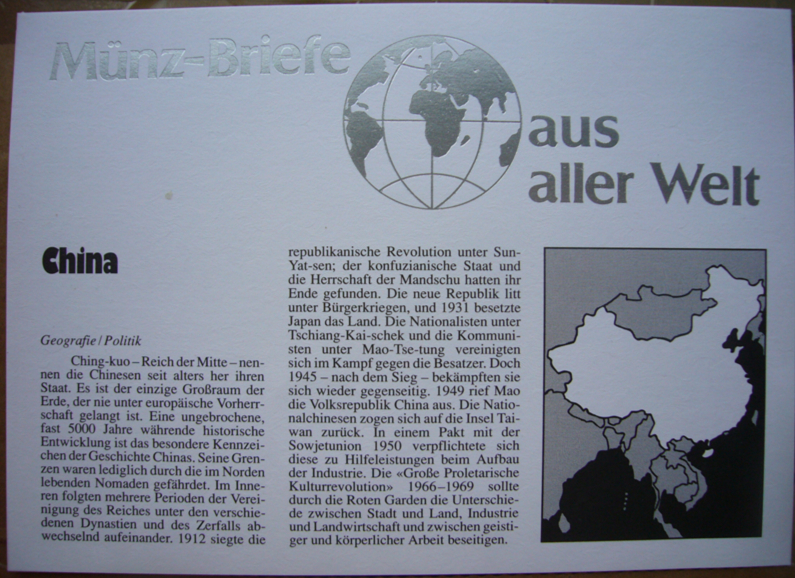 Münz-Briefe
aus
aller Welt
China
Geografie/Politik
Ching-kuo – Reich der Mitte – nen-
nen die Chinesen seit alters her ihren
Staat. Es ist der einzige Großraum der
Erde, der nie unter europäische Vorherr-
schaft gelangt ist. Eine ungebrochene,
fast 5000 Jahre währende historische
Entwicklung ist das besondere Kennzei-
chen der Geschichte Chinas. Seine Gren-
zen waren lediglich durch die im Norden
lebenden Nomaden gefährdet. Im Inne-
ren folgten mehrere Perioden der Verei-
nigung des Reiches unter den verschie-
denen Dynastien und des Zerfalls ab-
wechselnd aufeinander. 1912 siegte die
republikanische Revolution unter Sun-
Yat-sen; der konfuzianische Staat und
die Herrschaft der Mandschu hatten ihr
Ende gefunden. Die neue Republik litt
unter Bürgerkriegen, und 1931 besetzte
Japan das Land. Die Nationalisten unter
Tschiang-Kai-schek und die Kommuni-
sten unter Mao-Tse-tung vereinigten
sich im Kampf gegen die Besatzer. Doch
1945 – nach dem Sieg – bekämpften sie
sich wieder gegenseitig. 1949 rief Mao
die Volksrepublik China aus. Die Natio-
nalchinesen zogen sich auf die Insel Tai-
wan zurück. In einem Pakt mit der
Sowjetunion 1950 verpflichtete sich
diese zu Hilfeleistungen beim Aufbau
der Industrie. Die «Große Proletarische
Kulturrevolution» 1966–1969 sollte
durch die Roten Garden die Unterschie-
de zwischen Stadt und Land, Industrie
und Landwirtschaft und zwischen geisti-
ger und körperlicher Arbeit beseitigen.